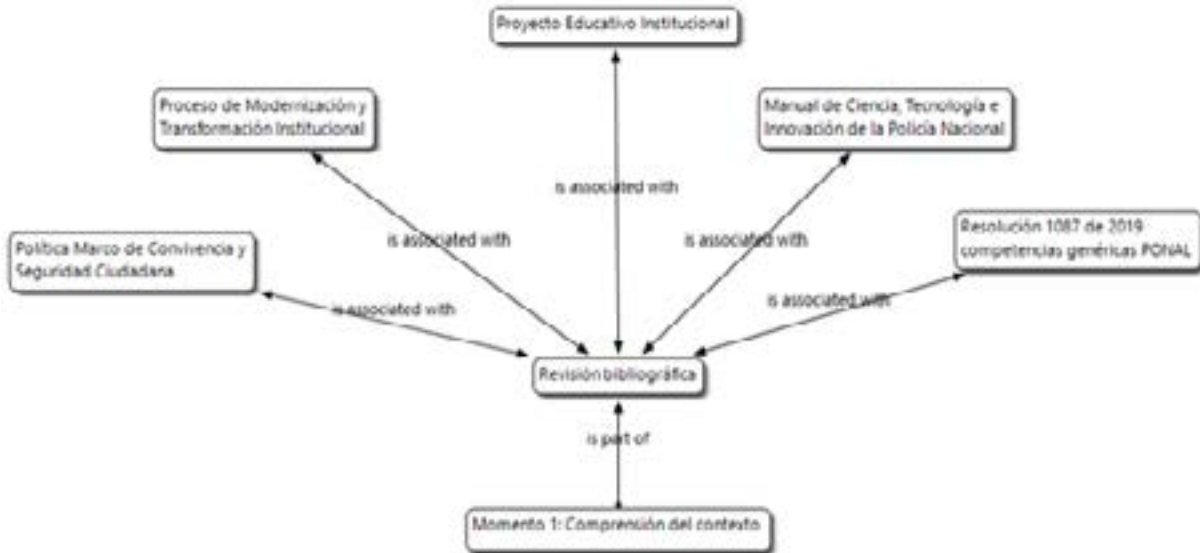 Proyecto Educativo Institucional
Proceso de Modernización y
Transformación Institucional
Manual de Ciencia, Tecnología e
Innovación de la Policía Nacional
is associated with
Política Marco de Convivencia y
Seguridad Ciudadana
is associated with
is associated with
Resolución 1087 de 2019
competencias genéricas PONAL
is associated with
is associated with
Revisión bibliográfica
is part of
Momento 1: Comprensión del contexto